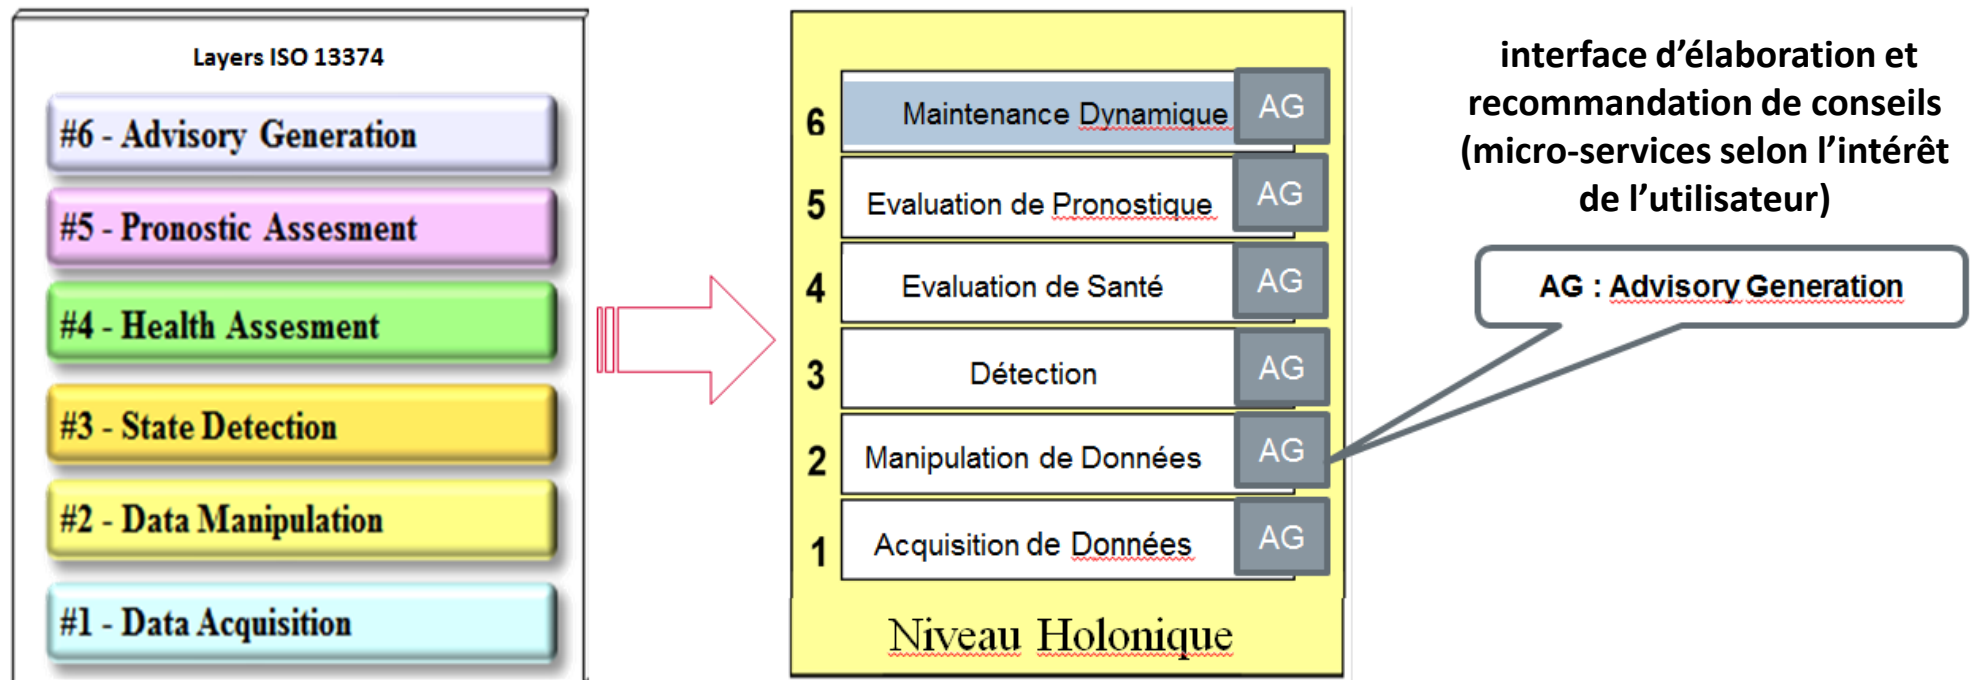 Layers ISO 13374
#6 - Advisory Generation
#5 - Pronostic Assesment
#4 - Health Assesment
#3 - State Detection
#2 - Data Manipulation
#1 - Data Acquisition
6 Maintenance Dynamique AG
5 Evaluation de Pronostique AG
4 Evaluation de Santé AG
3 Détection AG
2 Manipulation de Données AG
1 Acquisition de Données AG
Niveau Holonique
interface d’élaboration et
recommandation de conseils
(micro-services selon l’intérêt
de l’utilisateur)
AG : Advisory Generation